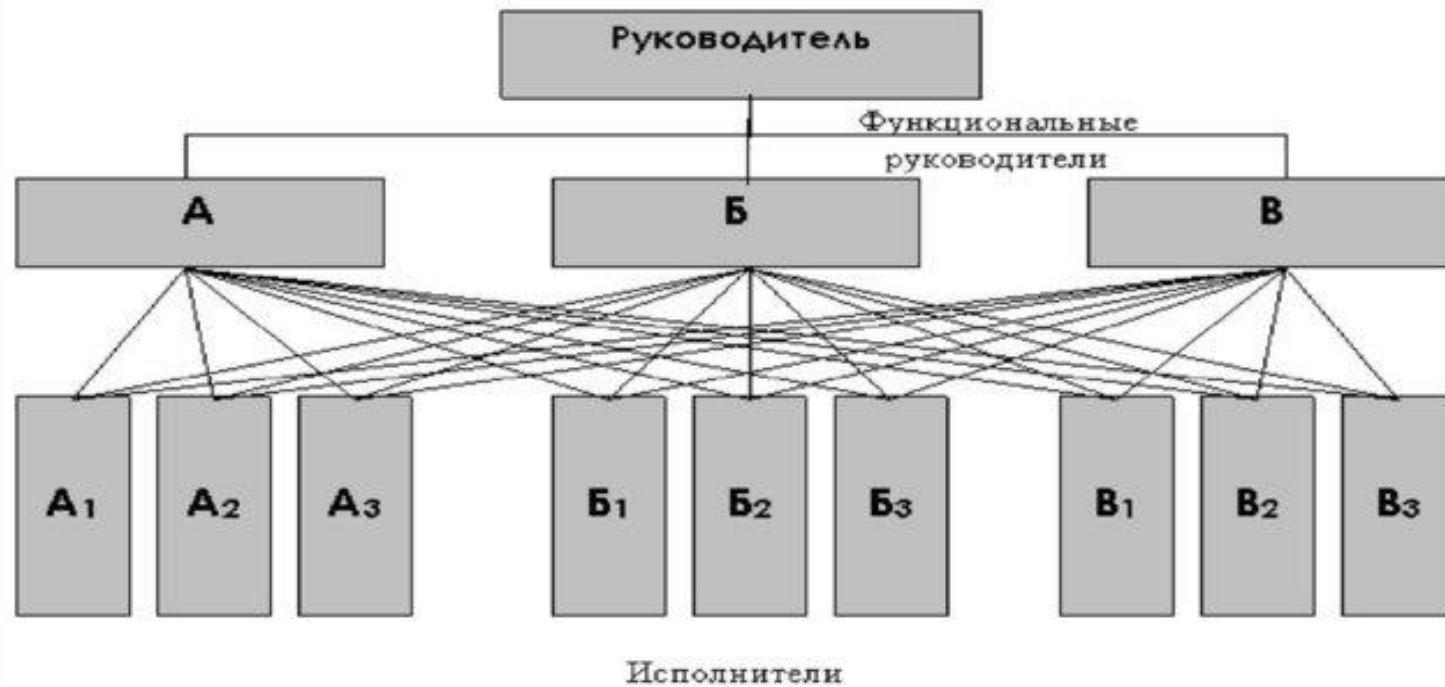 Руководитель
Функциональные
руководители
А Б В
А1 А2 А3 Б1 Б2 Б3 В1 В2 В3
Исполнители